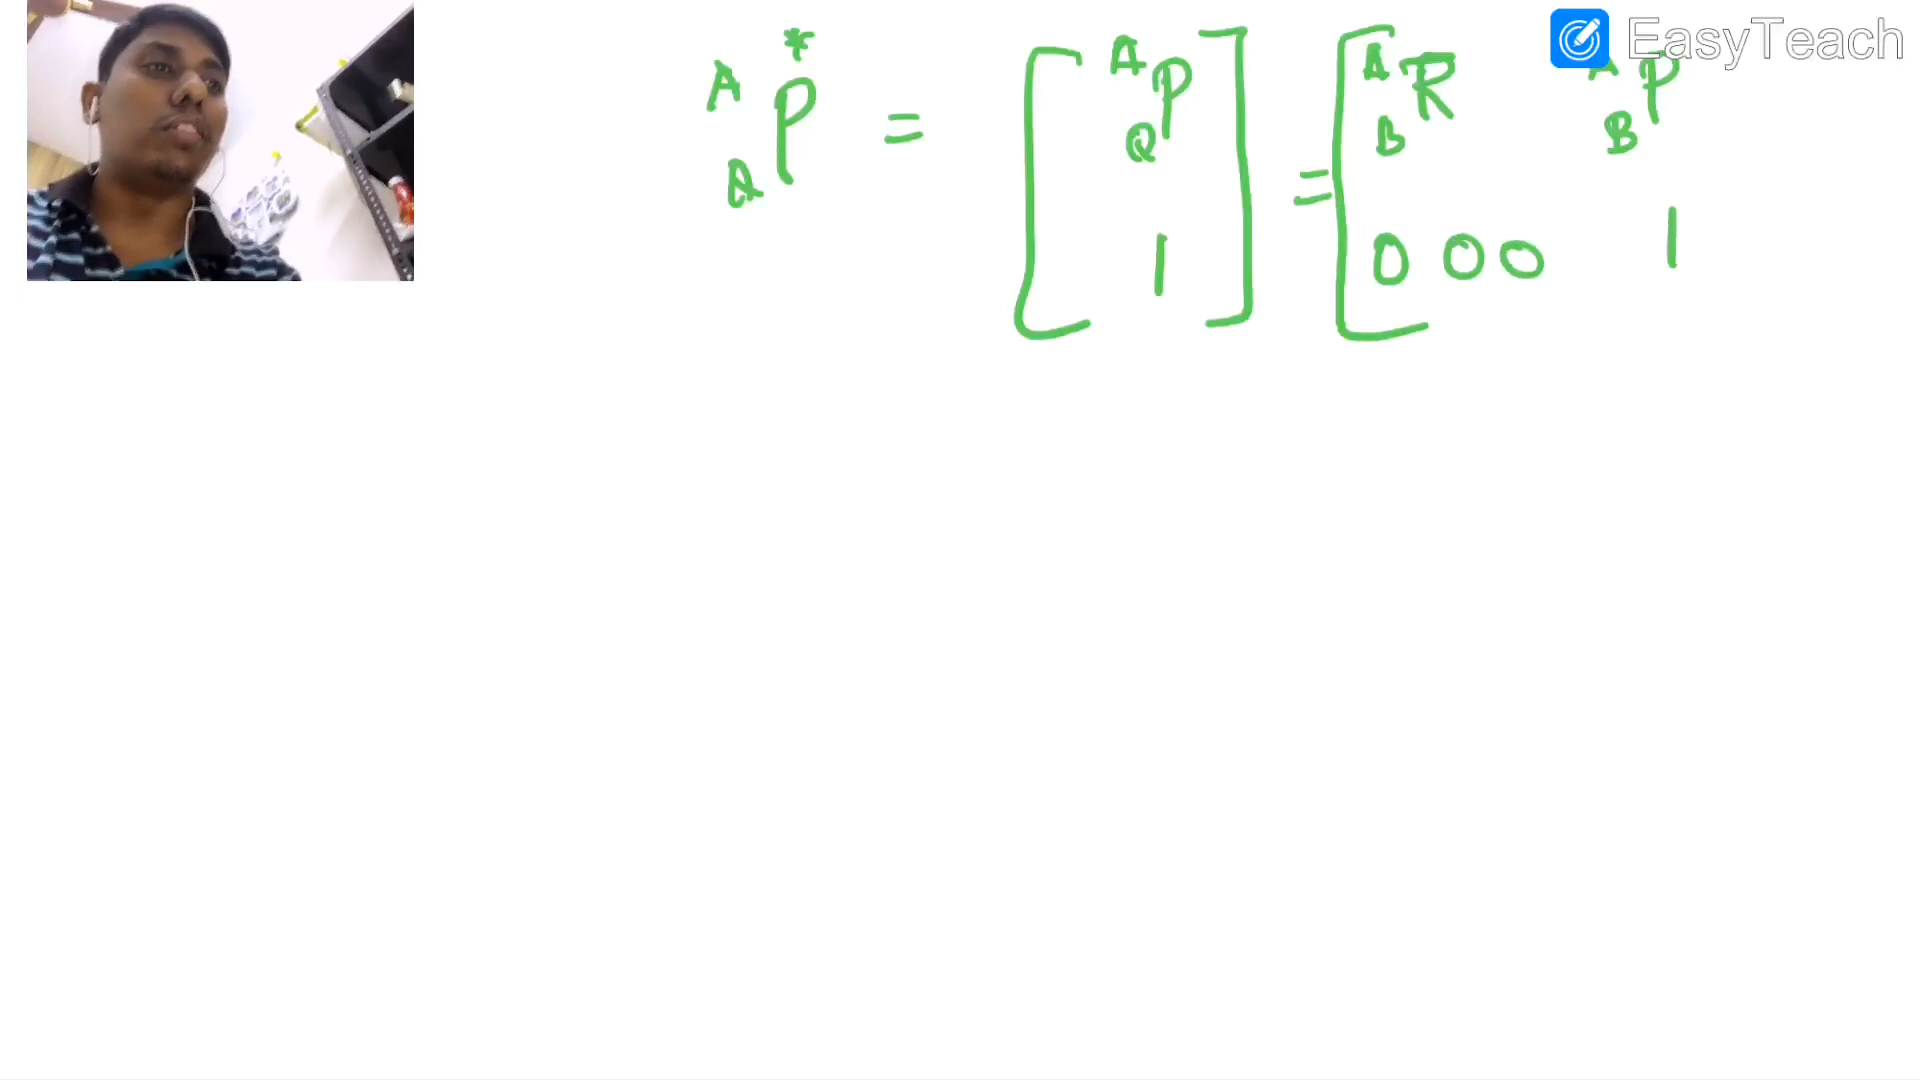 A * P Q = [ A P Q = [ A R B A P B
1 ] 0 0 0 1
EasyTeach